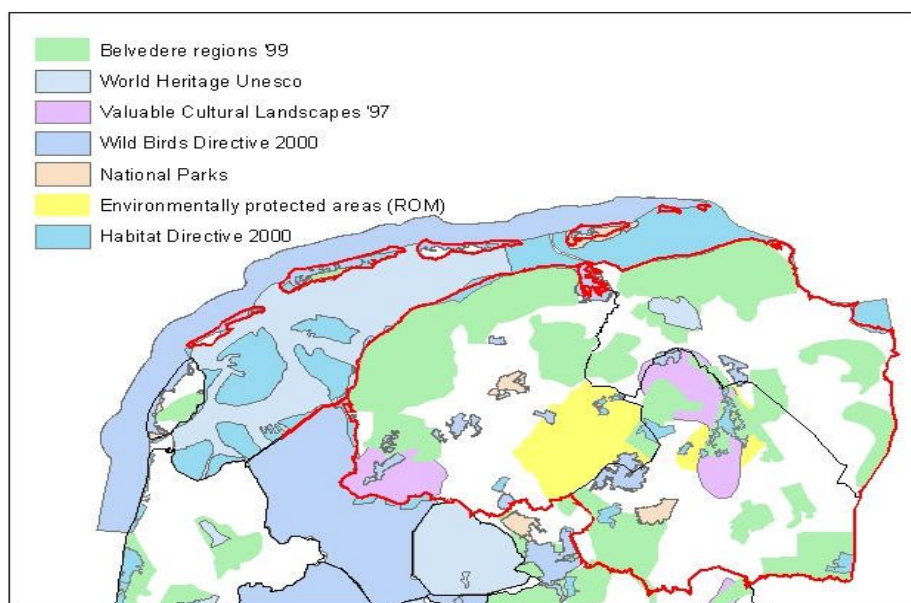 Belvedere regions '99
World Heritage Unesco
Valuable Cultural Landscapes '97
Wild Birds Directive 2000
National Parks
Environmentally protected areas (ROM)
Habitat Directive 2000